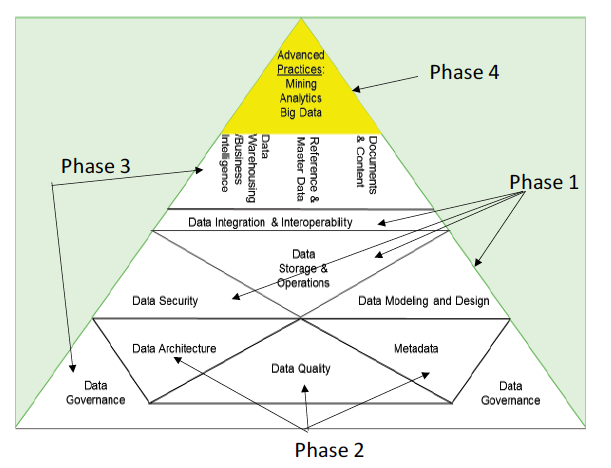 Advanced
Practices:
Mining
Analytics
Big Data
Phase 4
Data
Warehousing
/Business
Intelligence
Reference &
Master Data
Documents
& Content
Phase 3
Phase 1
Data Integration & Interoperability
Data
Storage &
Operations
Data Security
Data Modeling and Design
Data Architecture
Metadata
Data Quality
Data
Governance
Data
Governance
Phase 2